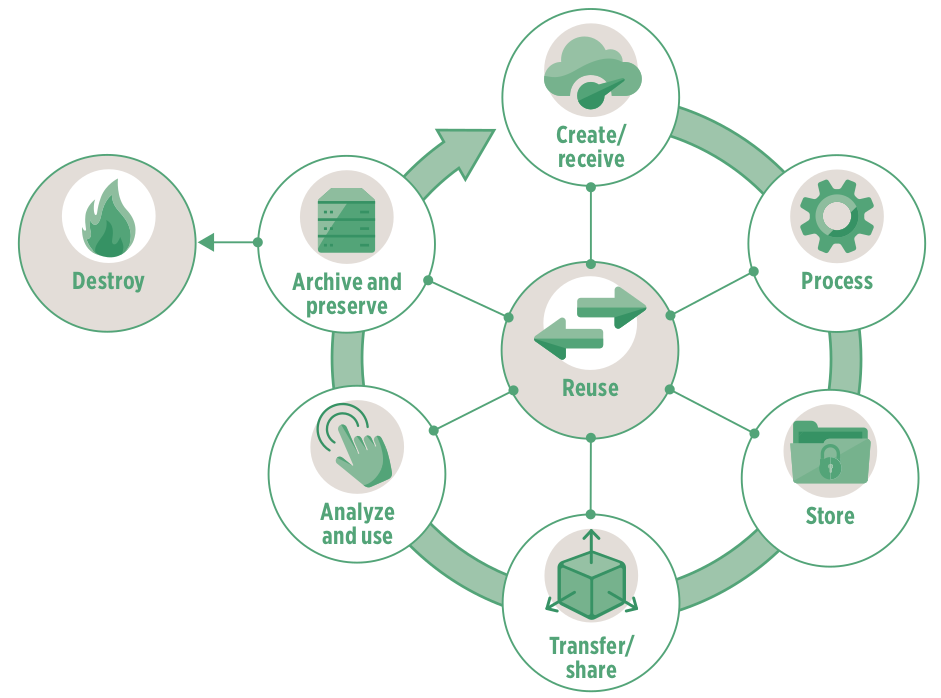 Create/
receive
Process
Store
Transfer/
share
Analyze
and use
Archive and
preserve
Destroy
Reuse